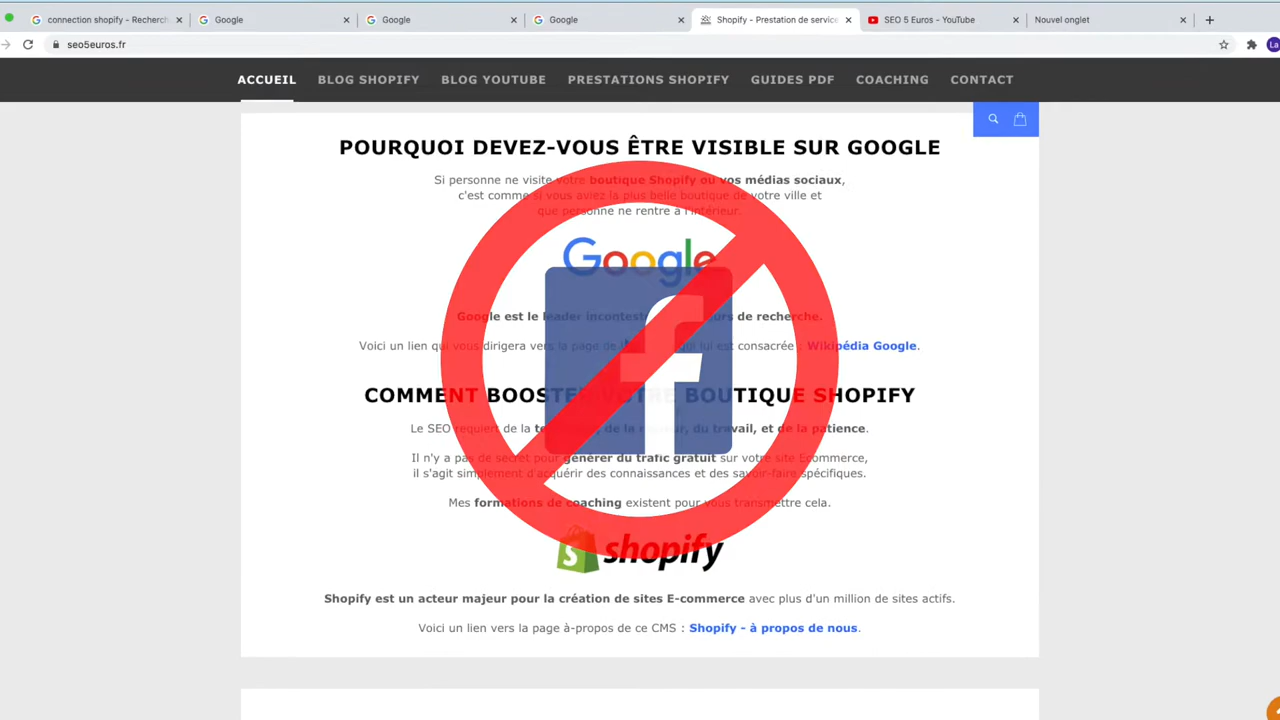 connection shopify - Recherch
Google
Google
Google
Shopify - Prestation de service
SEO 5 Euros - YouTube
Nouvel onglet
seo5euros.fr
La
ACCUEIL
BLOG SHOPIFY
BLOG YOUTUBE
PRESTATIONS SHOPIFY
GUIDES PDF
COACHING
CONTACT
POURQUOI DEVEZ-VOUS ÊTRE VISIBLE SUR GOOGLE
Si personne ne visite votre boutique Shopify ou vos médias sociaux,
c'est comme si vous aviez la plus belle boutique de votre ville et
que personne ne rentre à l'intérieur.
Google
Google est le leader incontest urs de recherche.
Voici un lien qui vous dirigera vers la page de qui lui est consacrée : Wikipédia Google.
f
COMMENT BOOSTER VOTRE BOUTIQUE SHOPIFY
Le SEO requiert de la de la du travail, et de la patience.
Il n'y a pas de secret pour générer du trafic gratuit sur votre site Ecommerce,
il s'agit simplement d'acquérir des connaissances et des savoir-faire spécifiques.
Mes formations de coaching existent pour vous transmettre cela.
shopify
Shopify est un acteur majeur pour la création de sites E-commerce avec plus d'un million de sites actifs.
Voici un lien vers la page à-propos de ce CMS : Shopify - à propos de nous.